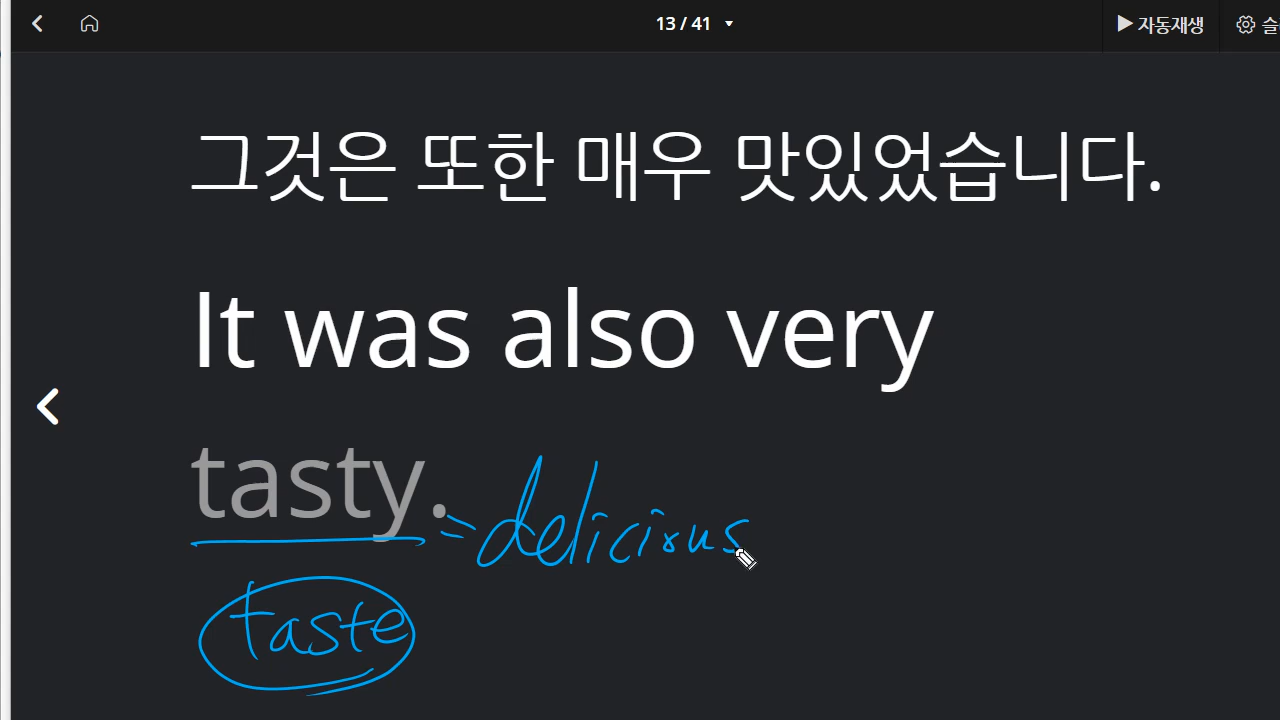 13 / 41
자동재생
슬
그것은 또한 매우 맛있었습니다.
It was also very
tasty. = delicious
taste